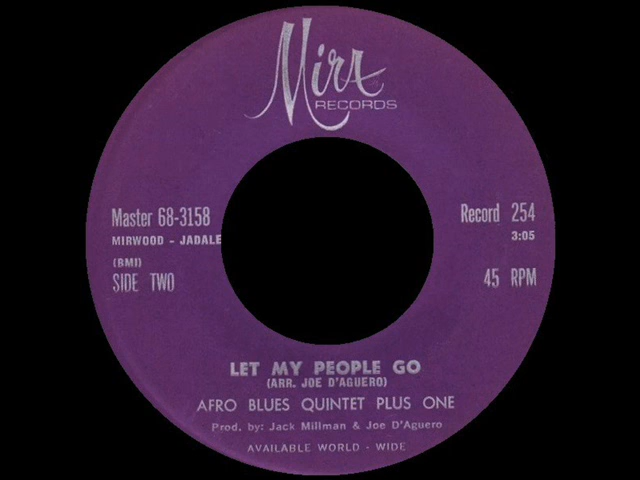 Mira
RECORDS
Master 68-3158
Record 254
MIRWOOD - JADALE
3:05
(BMI)
SIDE TWO
45 RPM
LET MY PEOPLE GO
(ARR. JOE D'AGUERO)
AFRO BLUES QUINTET PLUS ONE
Prod. by: Jack Millman & Joe D'Aguero
AVAILABLE WORLD - WIDE